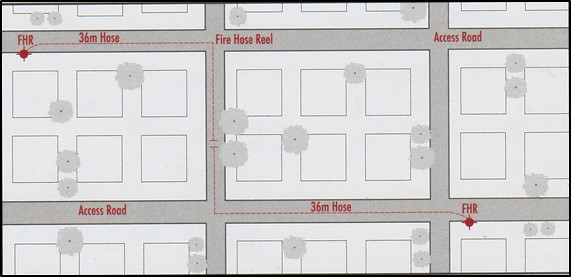 FHR
36m Hose
Fire Hose Reel
Access Road
Access Road
36m Hose
FHR